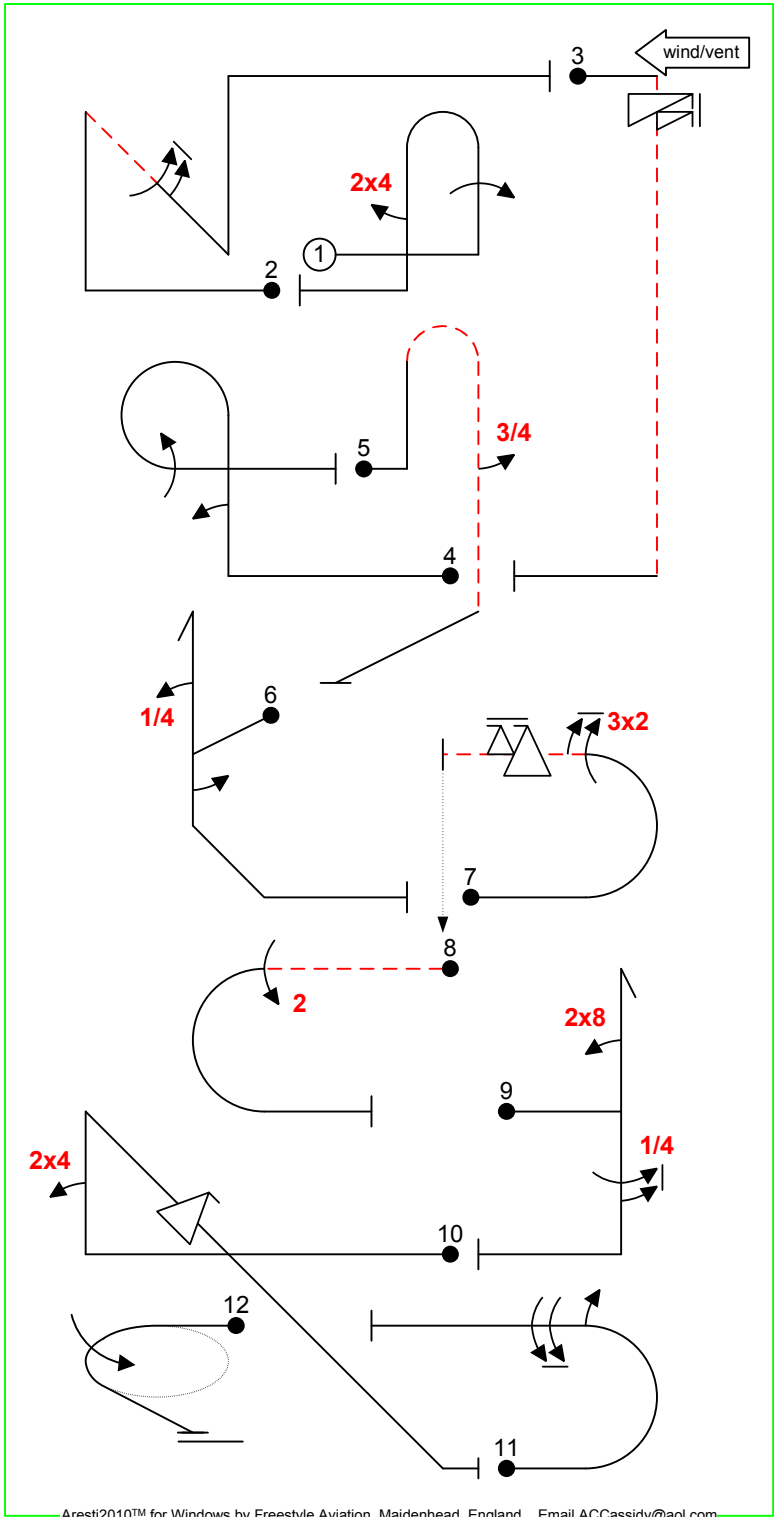 wind/vent
3
2x4
1
2
3/4
5
4
6
1/4
3x2
7
8
2
2x8
9
1/4
2x4
10
12
11
Aresti2010™ for Windows by Freestyle Aviation, Maidenhead, England. Email ACCassidy@aol.com